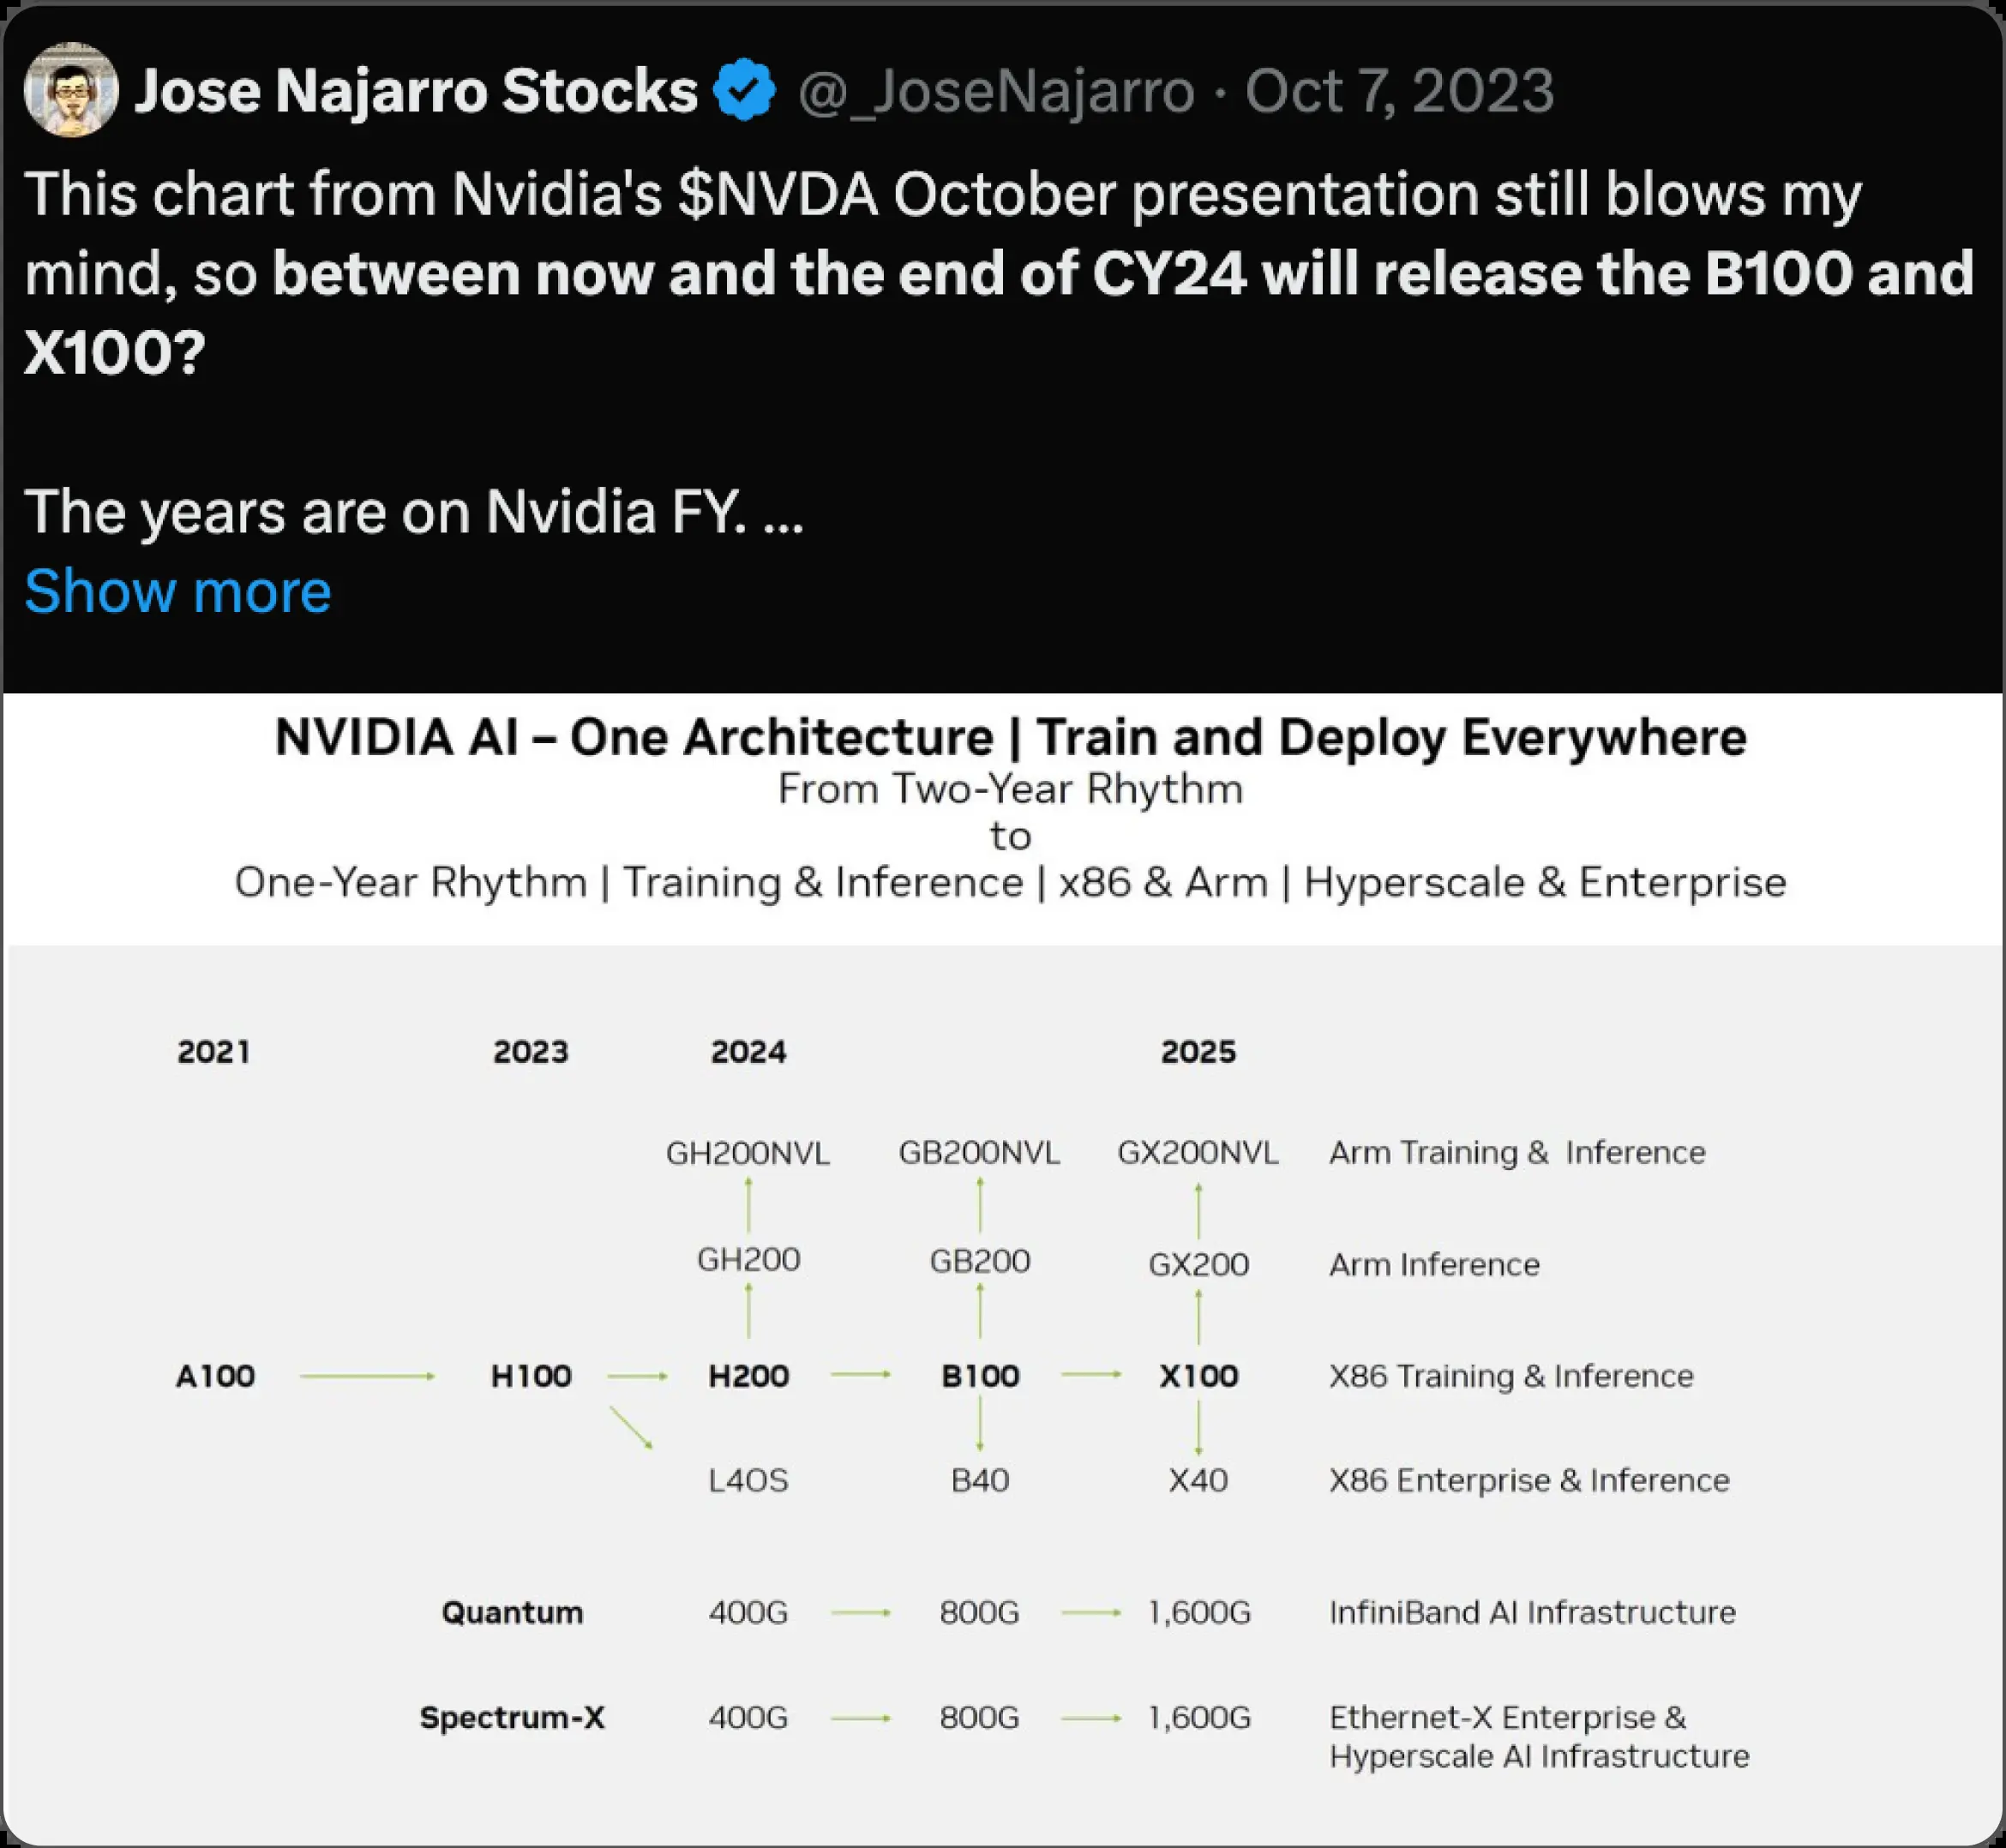 Jose Najarro Stocks @_JoseNajarro · Oct 7, 2023
This chart from Nvidia's $NVDA October presentation still blows my
mind, so between now and the end of CY24 will release the B100 and
X100?
The years are on Nvidia FY. ...
Show more
NVIDIA AI – One Architecture | Train and Deploy Everywhere
From Two-Year Rhythm
to
One-Year Rhythm | Training & Inference | x86 & Arm | Hyperscale & Enterprise
2021 2023 2024 2025
GH200NVL GB200NVL GX200NVL Arm Training & Inference
GH200 GB200 GX200 Arm Inference
A100 H100 H200 B100 X100 X86 Training & Inference
L40S B40 X40 X86 Enterprise & Inference
Quantum 400G 800G 1,600G InfiniBand AI Infrastructure
Spectrum-X 400G 800G 1,600G Ethernet-X Enterprise &
Hyperscale AI Infrastructure